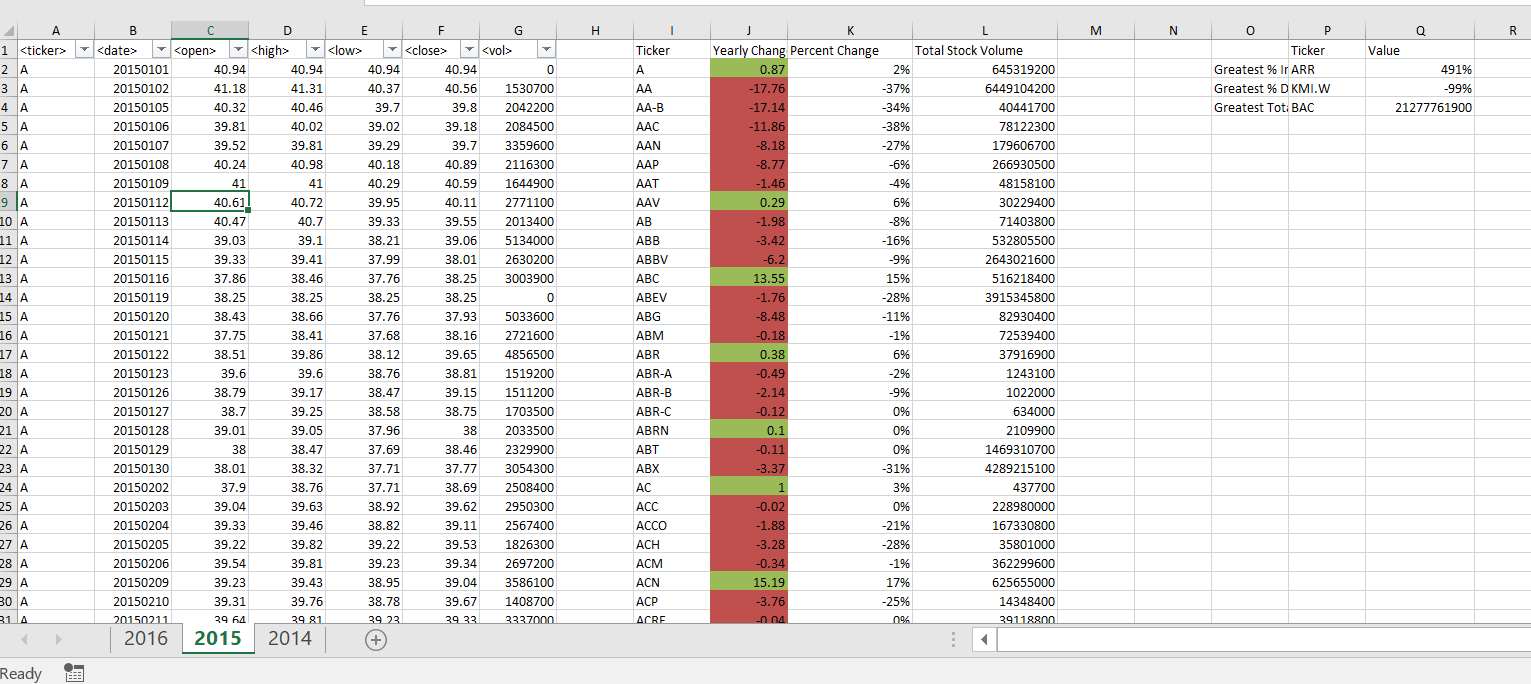 A B C D E F G H I J K L M N O P Q R
1 <ticker> <date> <open> <high> <low> <close> <vol> Ticker Yearly Chang Percent Change Total Stock Volume Ticker Value
2 A 20150101 40.94 40.94 40.94 40.94 0 A 0.87 2% 645319200 Greatest % In ARR 491%
3 A 20150102 41.18 41.31 40.37 40.56 1530700 AA -17.76 -37% 6449104200 Greatest % D KMI.W -99%
4 A 20150105 40.32 40.46 39.7 39.8 2042200 AA-B -17.14 -34% 40441700 Greatest Tota BAC 21277761900
5 A 20150106 39.81 40.02 39.02 39.18 2084500 AAC -11.86 -38% 78122300
6 A 20150107 39.52 39.81 39.29 39.7 3359600 AAN -8.18 -27% 179606700
7 A 20150108 40.24 40.98 40.18 40.89 2116300 AAP -8.77 -6% 266930500
8 A 20150109 41 41 40.29 40.59 1644900 AAT -1.46 -4% 48158100
9 A 20150112 40.61 40.72 39.95 40.11 2771100 AAV 0.29 6% 30229400
10 A 20150113 40.47 40.7 39.33 39.55 2013400 AB -1.98 -8% 71403800
11 A 20150114 39.03 39.1 38.21 39.06 5134000 ABB -3.42 -16% 532805500
12 A 20150115 39.33 39.41 37.99 38.01 2630200 ABBV -6.2 -9% 2643021600
13 A 20150116 37.86 38.46 37.76 38.25 3003900 ABC 13.55 15% 516218400
14 A 20150119 38.25 38.25 38.25 38.25 0 ABEV -1.76 -28% 3915345800
15 A 20150120 38.43 38.66 37.76 37.93 5033600 ABG -8.48 -11% 82930400
16 A 20150121 37.75 38.41 37.68 38.16 2721600 ABM -0.18 -1% 72539400
17 A 20150122 38.51 39.86 38.12 39.65 4856500 ABR 0.38 6% 37916900
18 A 20150123 39.6 39.6 38.76 38.81 1519200 ABR-A -0.49 -2% 1243100
19 A 20150126 38.79 39.17 38.47 39.15 1511200 ABR-B -2.14 -9% 1022000
20 A 20150127 38.7 39.25 38.58 38.75 1703500 ABR-C -0.12 0% 634000
21 A 20150128 39.01 39.05 37.96 38 2033500 ABRN 0.1 0% 2109900
22 A 20150129 38 38.47 37.69 38.46 2329900 ABT -0.11 0% 1469310700
23 A 20150130 38.01 38.32 37.71 37.77 3054300 ABX -3.37 -31% 4289215100
24 A 20150202 37.9 38.76 37.71 38.69 2508400 AC 1 3% 437700
25 A 20150203 39.04 39.63 38.92 39.62 2950300 ACC -0.02 0% 228980000
26 A 20150204 39.33 39.46 38.82 39.11 2567400 ACCO -1.88 -21% 167330800
27 A 20150205 39.22 39.82 39.22 39.53 1826300 ACH -3.28 -28% 35801000
28 A 20150206 39.54 39.81 39.23 39.34 2697200 ACM -0.34 -1% 362299600
29 A 20150209 39.23 39.43 38.95 39.04 3586100 ACN 15.19 17% 625655000
30 A 20150210 39.31 39.76 38.78 39.67 1408700 ACP -3.76 -25% 14348400
31 A 20150211 39.64 39.81 39.23 39.33 3337000 ACRE -0.04 0% 39118800
2016 2015 2014
Ready